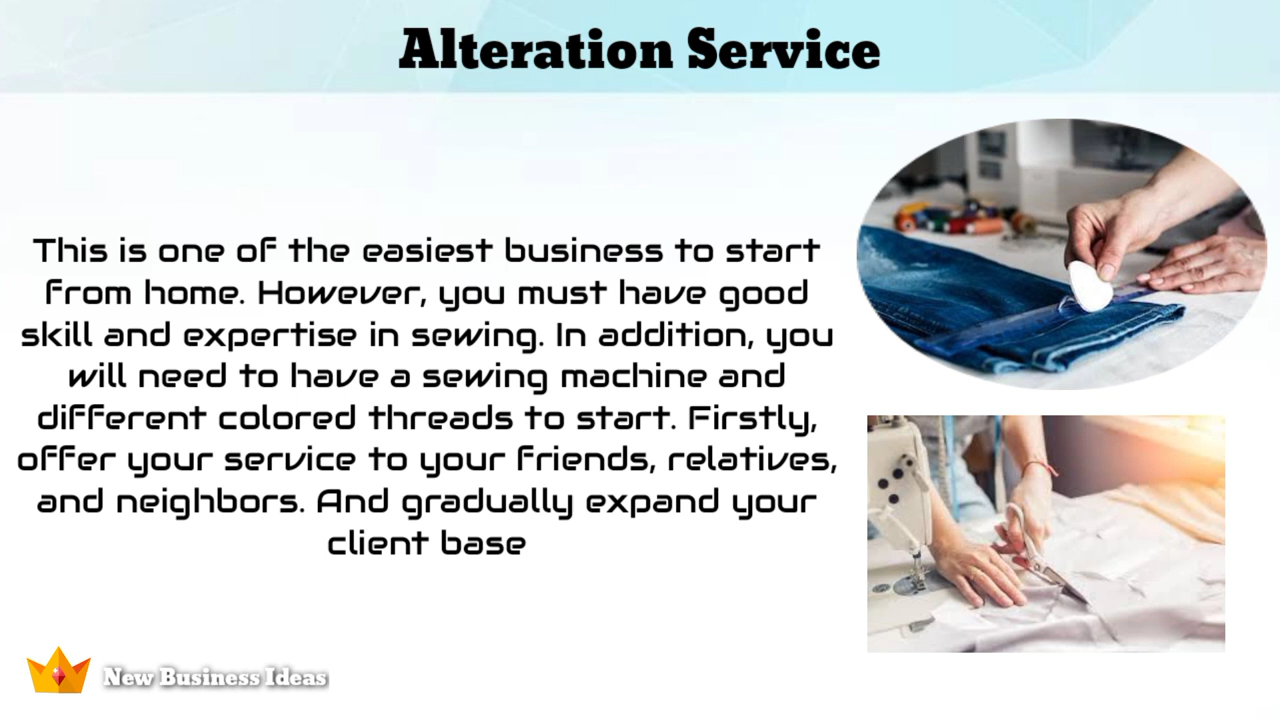 Alteration Service
This is one of the easiest business to start
from home. However, you must have good
skill and expertise in sewing. In addition, you
will need to have a sewing machine and
different colored threads to start. Firstly,
offer your service to your friends, relatives,
and neighbors. And gradually expand your
client base
New Business Ideas